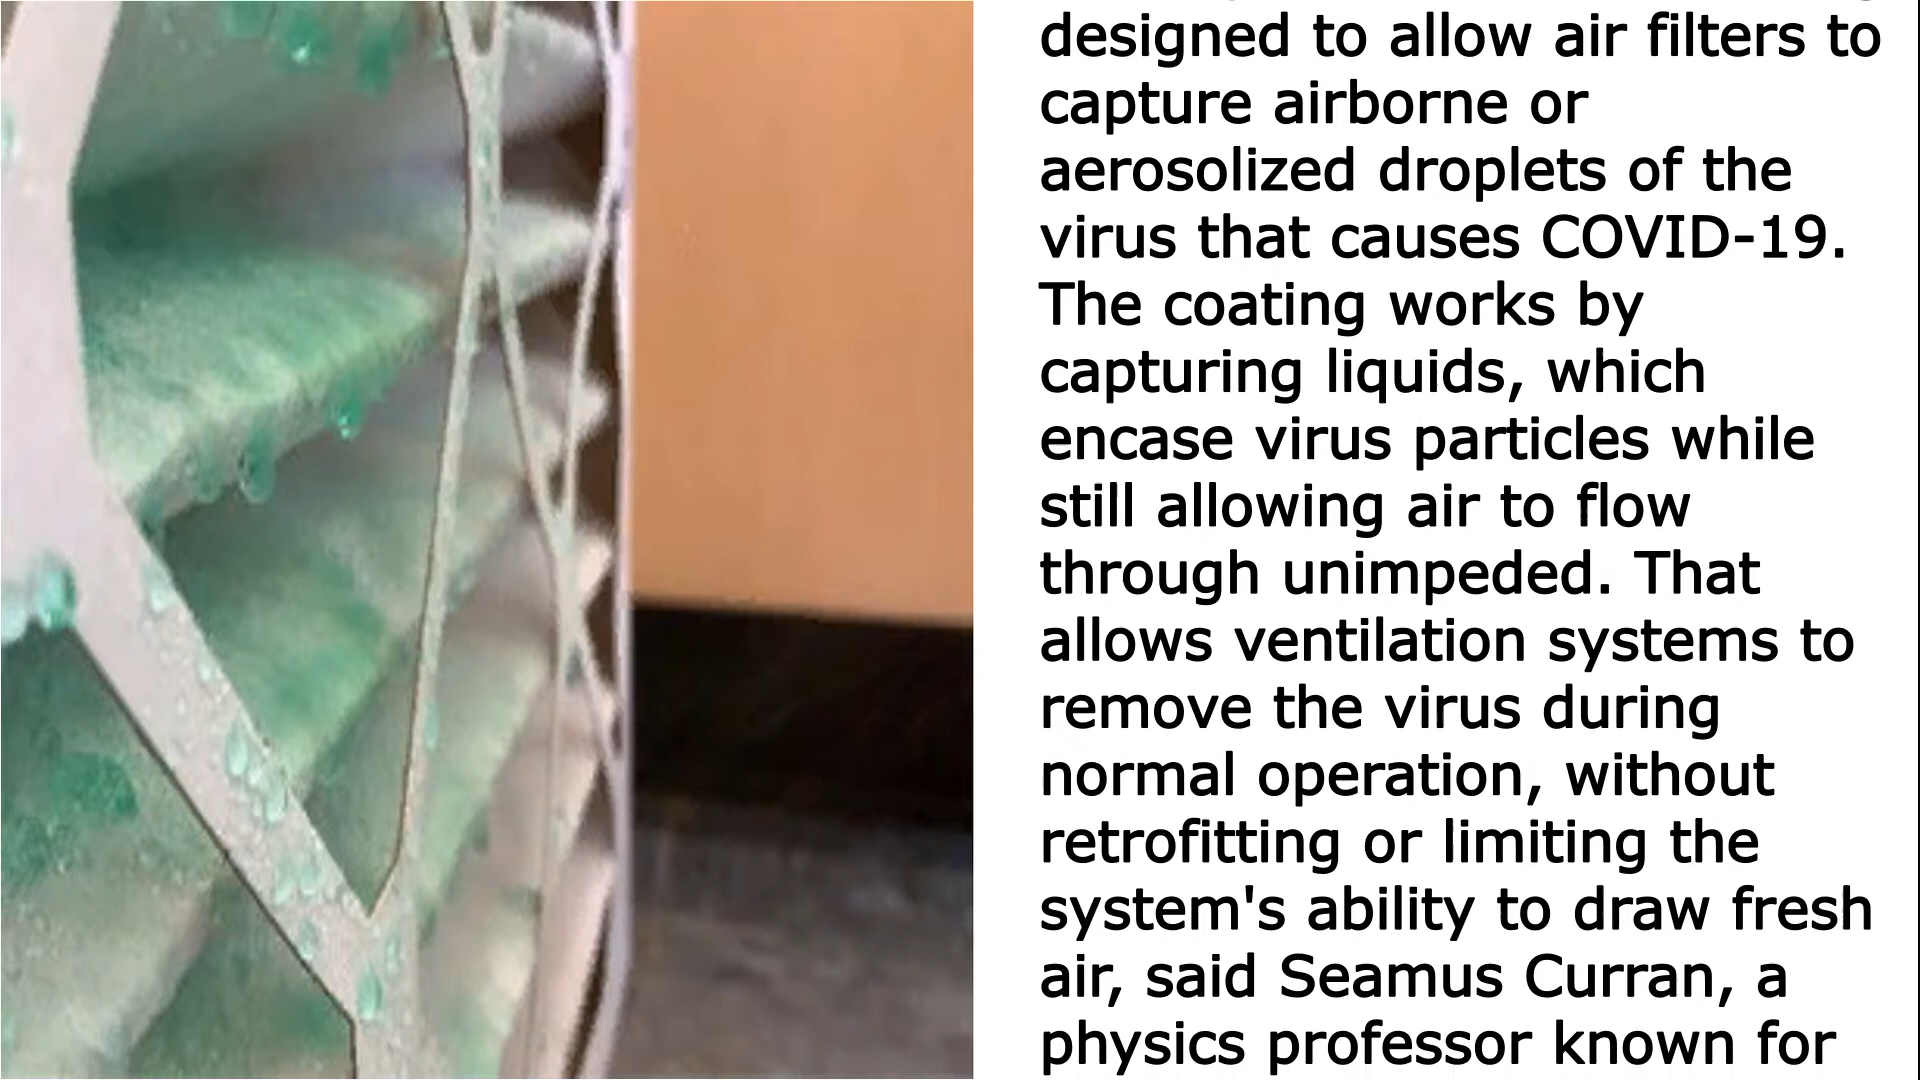 designed to allow air filters to
capture airborne or
aerosolized droplets of the
virus that causes COVID-19.
The coating works by
capturing liquids, which
encase virus particles while
still allowing air to flow
through unimpeded. That
allows ventilation systems to
remove the virus during
normal operation, without
retrofitting or limiting the
system's ability to draw fresh
air, said Seamus Curran, a
physics professor known for